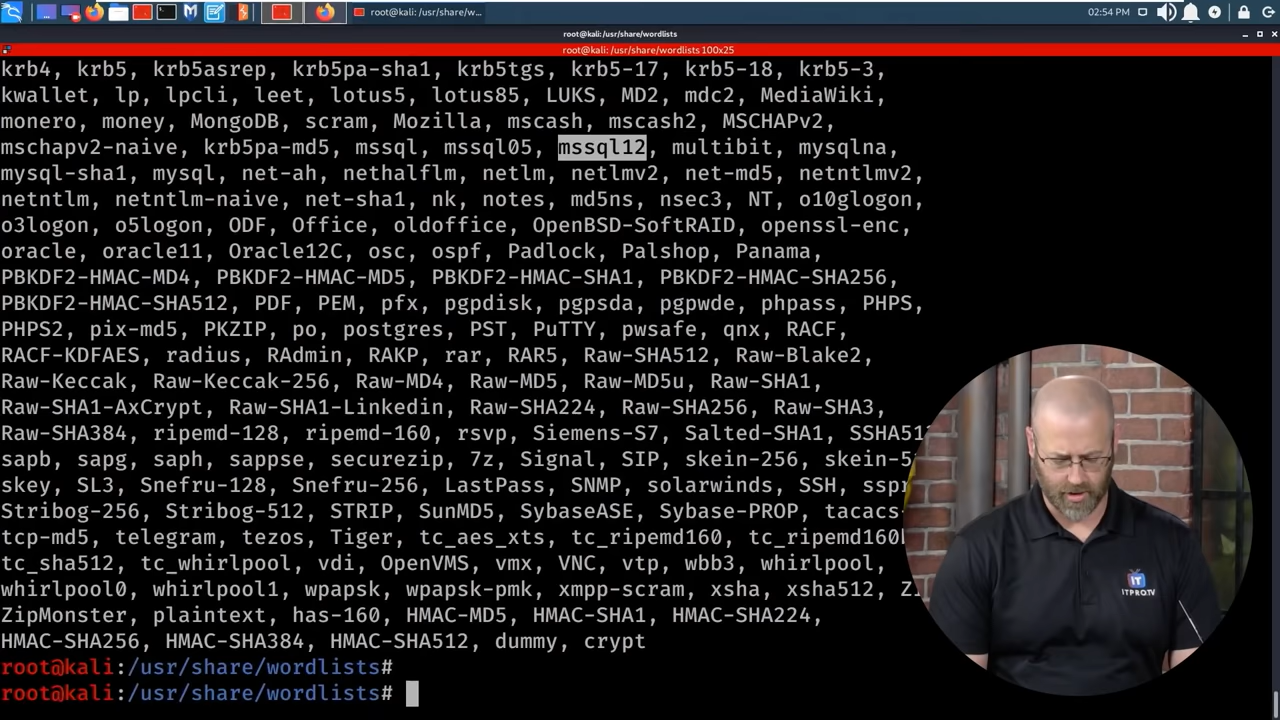 root@kali: /usr/share/w...
02:54 PM
root@kali: /usr/share/wordlists
root@kali: /usr/share/wordlists 100x25
krb4, krb5, krb5asrep, krb5pa-sha1, krb5tgs, krb5-17, krb5-18, krb5-3,
kwallet, lp, lpcli, leet, lotus5, lotus85, LUKS, MD2, mdc2, MediaWiki,
monero, money, MongoDB, scram, Mozilla, mscash, mscash2, MSCHAPv2,
mschapv2-naive, krb5pa-md5, mssql, mssql05, mssql12, multibit, mysqlna,
mysql-sha1, mysql, net-ah, nethalflm, netlm, netlmv2, net-md5, netntlmv2,
netntlm, netntlm-naive, net-sha1, nk, notes, md5ns, nsec3, NT, o10glogon,
o3logon, o5logon, ODF, Office, oldoffice, OpenBSD-SoftRAID, openssl-enc,
oracle, oracle11, Oracle12C, osc, ospf, Padlock, Palshop, Panama,
PBKDF2-HMAC-MD4, PBKDF2-HMAC-MD5, PBKDF2-HMAC-SHA1, PBKDF2-HMAC-SHA256,
PBKDF2-HMAC-SHA512, PDF, PEM, pfx, pgpdisk, pgpsda, pgpwde, phpass, PHPS,
PHPS2, pix-md5, PKZIP, po, postgres, PST, PuTTY, pwsafe, qnx, RACF,
RACF-KDFAES, radius, RAdmin, RAKP, rar, RAR5, Raw-SHA512, Raw-Blake2,
Raw-Keccak, Raw-Keccak-256, Raw-MD4, Raw-MD5, Raw-MD5u, Raw-SHA1,
Raw-SHA1-AxCrypt, Raw-SHA1-Linkedin, Raw-SHA224, Raw-SHA256, Raw-SHA3,
Raw-SHA384, ripemd-128, ripemd-160, rsvp, Siemens-S7, Salted-SHA1, SSHA51
sapb, sapg, saph, sappse, securezip, 7z, Signal, SIP, skein-256, skein-5
skey, SL3, Snefru-128, Snefru-256, LastPass, SNMP, solarwinds, SSH, sspr
Stribog-256, Stribog-512, STRIP, SunMD5, SybaseASE, Sybase-PROP, tacacs
tcp-md5, telegram, tezos, Tiger, tc_aes_xts, tc_ripemd160, tc_ripemd160
tc_sha512, tc_whirlpool, vdi, OpenVMS, vmx, VNC, vtp, wbb3, whirlpool,
whirlpool0, whirlpool1, wpapsk, wpapsk-pmk, xmpp-scram, xsha, xsha512, Z
ZipMonster, plaintext, has-160, HMAC-MD5, HMAC-SHA1, HMAC-SHA224,
HMAC-SHA256, HMAC-SHA384, HMAC-SHA512, dummy, crypt
root@kali:/usr/share/wordlists#
root@kali:/usr/share/wordlists#
IT
ITPRO.TV